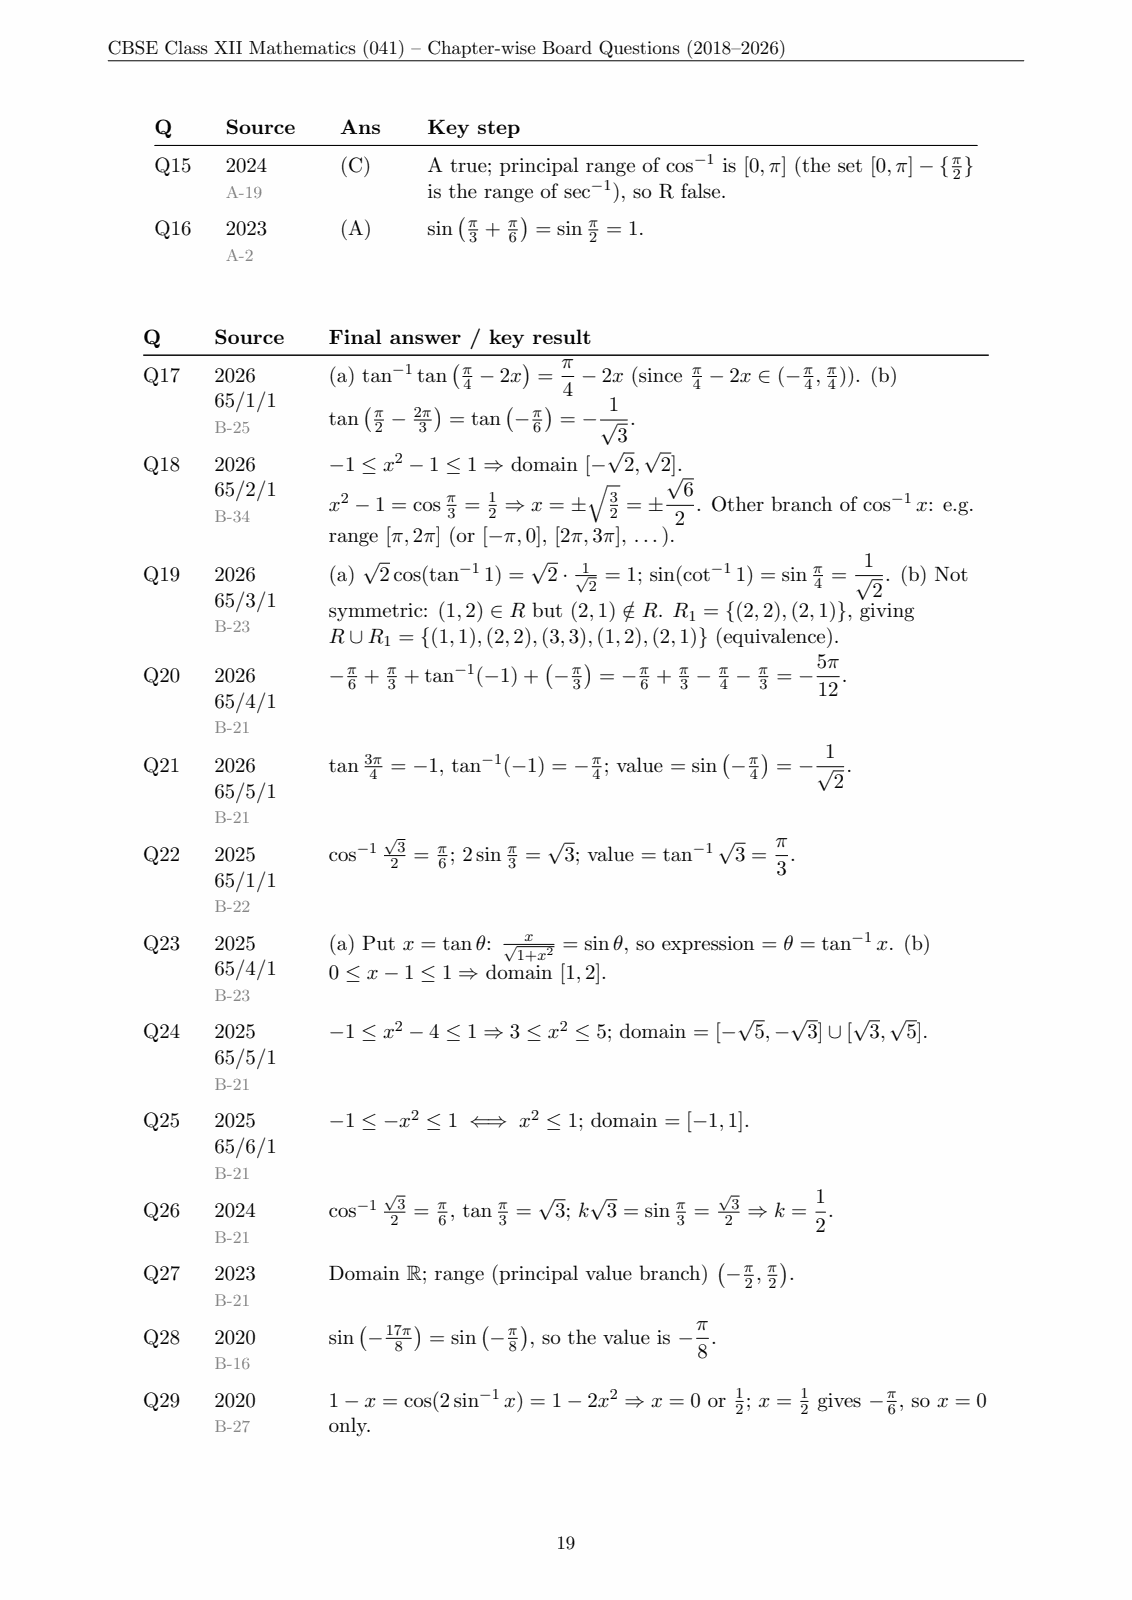 CBSE Class XII Mathematics (041) – Chapter-wise Board Questions (2018–2026)
Q Source Ans Key step
Q15 2024 (C) A true; principal range of cos⁻¹ is [0, π] (the set [0, π] − {π/2}
A-19 is the range of sec⁻¹), so R false.
Q16 2023 (A) sin (π/3 + π/6) = sin π/2 = 1.
A-2
Q Source Final answer / key result
Q17 2026 (a) tan⁻¹ tan (π/4 − 2x) = π/4 − 2x (since π/4 − 2x ∈ (−π/4, π/4)). (b)
65/1/1 tan (π/2 − 2π/3) = tan (−π/6) = −1/√3.
B-25
Q18 2026 −1 ≤ x² − 1 ≤ 1 ⇒ domain [−√2, √2].
65/2/1 x² − 1 = cos π/3 = 1/2 ⇒ x = ±√(3/2) = ±√6/2. Other branch of cos⁻¹ x: e.g.
B-34 range [π, 2π] (or [−π, 0], [2π, 3π], . . . ).
Q19 2026 (a) √2 cos(tan⁻¹ 1) = √2 · 1/√2 = 1; sin(cot⁻¹ 1) = sin π/4 = 1/√2. (b) Not
65/3/1 symmetric: (1, 2) ∈ R but (2, 1) ∉ R. R₁ = {(2, 2), (2, 1)}, giving
B-23 R ∪ R₁ = {(1, 1), (2, 2), (3, 3), (1, 2), (2, 1)} (equivalence).
Q20 2026 −π/6 + π/3 + tan⁻¹(−1) + (−π/3) = −π/6 + π/3 − π/4 − π/3 = −5π/12.
65/4/1
B-21
Q21 2026 tan 3π/4 = −1, tan⁻¹(−1) = −π/4; value = sin (−π/4) = −1/√2.
65/5/1
B-21
Q22 2025 cos⁻¹ √3/2 = π/6; 2 sin π/3 = √3; value = tan⁻¹ √3 = π/3.
65/1/1
B-22
Q23 2025 (a) Put x = tan θ: x/√(1+x²) = sin θ, so expression = θ = tan⁻¹ x. (b)
65/4/1 0 ≤ x − 1 ≤ 1 ⇒ domain [1, 2].
B-23
Q24 2025 −1 ≤ x² − 4 ≤ 1 ⇒ 3 ≤ x² ≤ 5; domain = [−√5, −√3] ∪ [√3, √5].
65/5/1
B-21
Q25 2025 −1 ≤ −x² ≤ 1 ⟺ x² ≤ 1; domain = [−1, 1].
65/6/1
B-21
Q26 2024 cos⁻¹ √3/2 = π/6, tan π/3 = √3; k√3 = sin π/3 = √3/2 ⇒ k = 1/2.
B-21
Q27 2023 Domain ℝ; range (principal value branch) (−π/2, π/2).
B-21
Q28 2020 sin (−17π/8) = sin (−π/8), so the value is −π/8.
B-16
Q29 2020 1 − x = cos(2 sin⁻¹ x) = 1 − 2x² ⇒ x = 0 or 1/2; x = 1/2 gives −π/6, so x = 0
B-27 only.
19